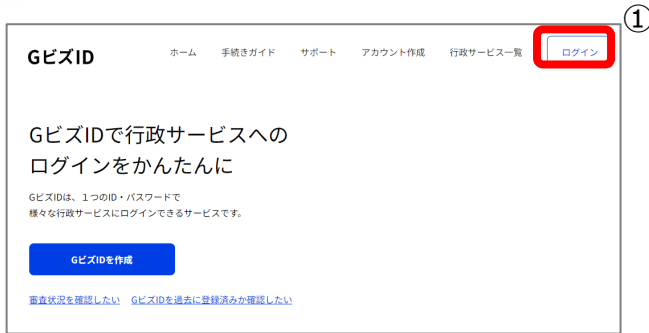 ①
GビズID
ホーム 手続きガイド サポート アカウント作成 行政サービス一覧 ログイン
GビズIDで行政サービスへの
ログインをかんたんに
GビズIDは、１つのID・パスワードで
様々な行政サービスにログインできるサービスです。
GビズIDを作成
審査状況を確認したい GビズIDを過去に登録済みか確認したい